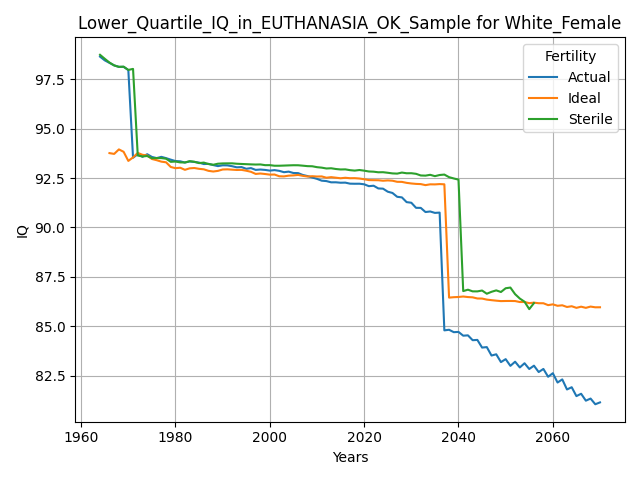 Lower_Quartile_IQ_in_EUTHANASIA_OK_Sample for White_Female
Fertility
Actual
Ideal
Sterile
IQ
97.5
95.0
92.5
90.0
87.5
85.0
82.5
1960
1980
2000
2020
2040
2060
Years